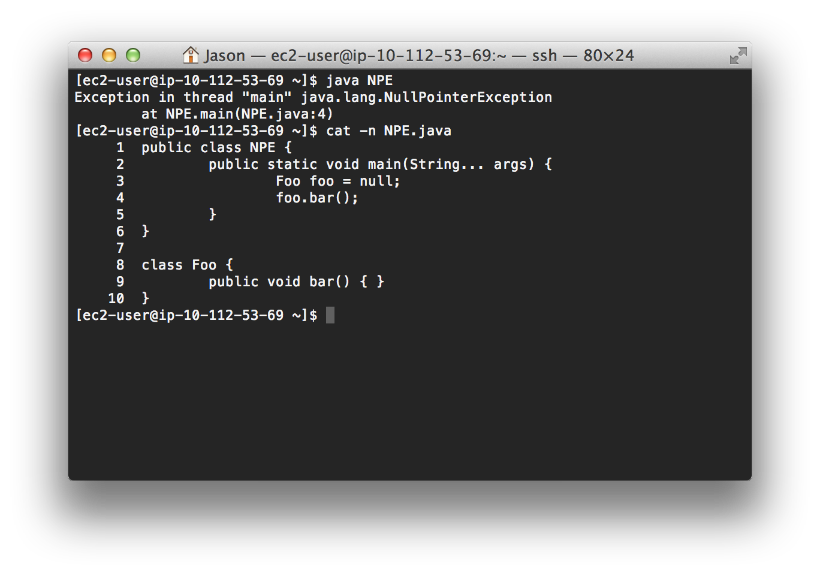 Jason — ec2-user@ip-10-112-53-69:~ — ssh — 80×24
[ec2-user@ip-10-112-53-69 ~]$ java NPE
Exception in thread "main" java.lang.NullPointerException
        at NPE.main(NPE.java:4)
[ec2-user@ip-10-112-53-69 ~]$ cat -n NPE.java
     1  public class NPE {
     2          public static void main(String... args) {
     3                  Foo foo = null;
     4                  foo.bar();
     5          }
     6  }
     7
     8  class Foo {
     9          public void bar() { }
    10  }
[ec2-user@ip-10-112-53-69 ~]$